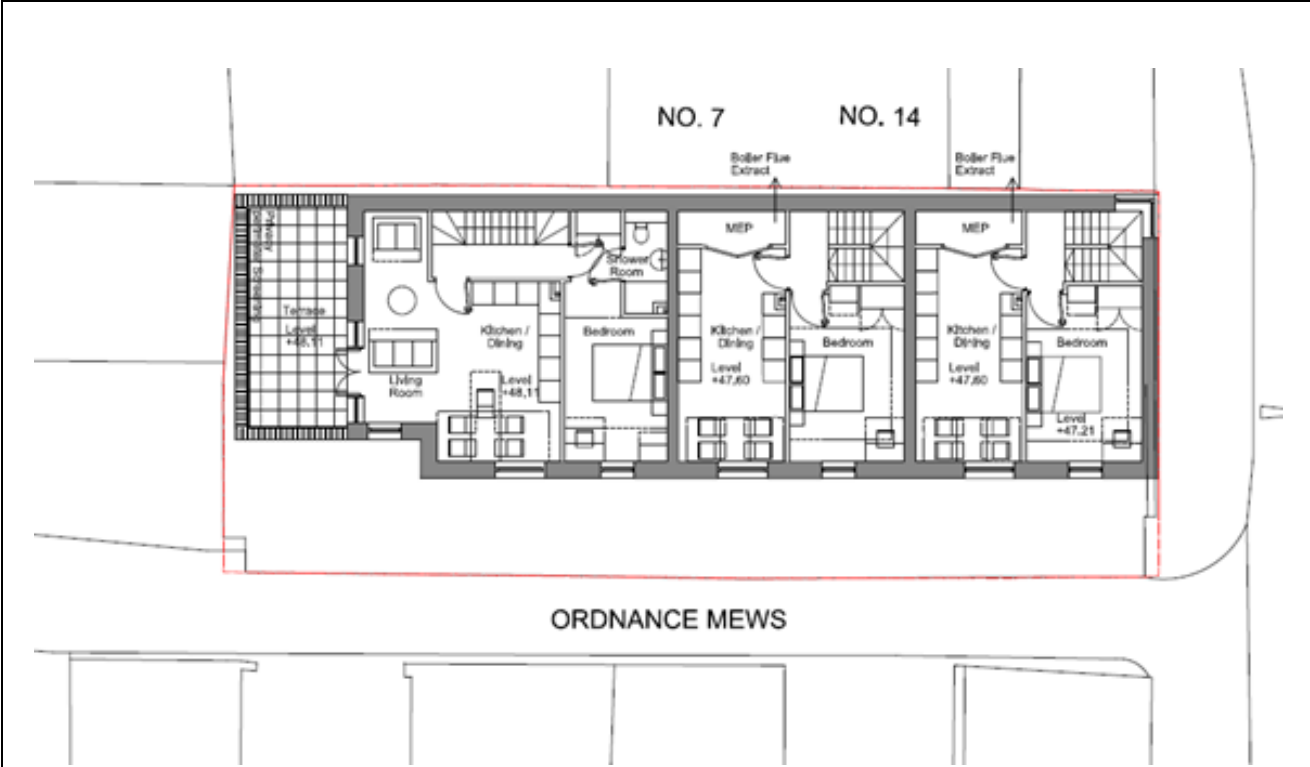 NO. 7
NO. 14
Boiler Flue
Extract
Boiler Flue
Extract
MEP
MEP
Privacy
Screening
Terrace
Level
+48,11
Shower
Room
Living
Room
Kitchen /
Dining
Level
+48,11
Bedroom
Kitchen /
Dining
Level
+47,60
Bedroom
Kitchen /
Dining
Level
+47,60
Bedroom
Level
+47,21
ORDNANCE MEWS